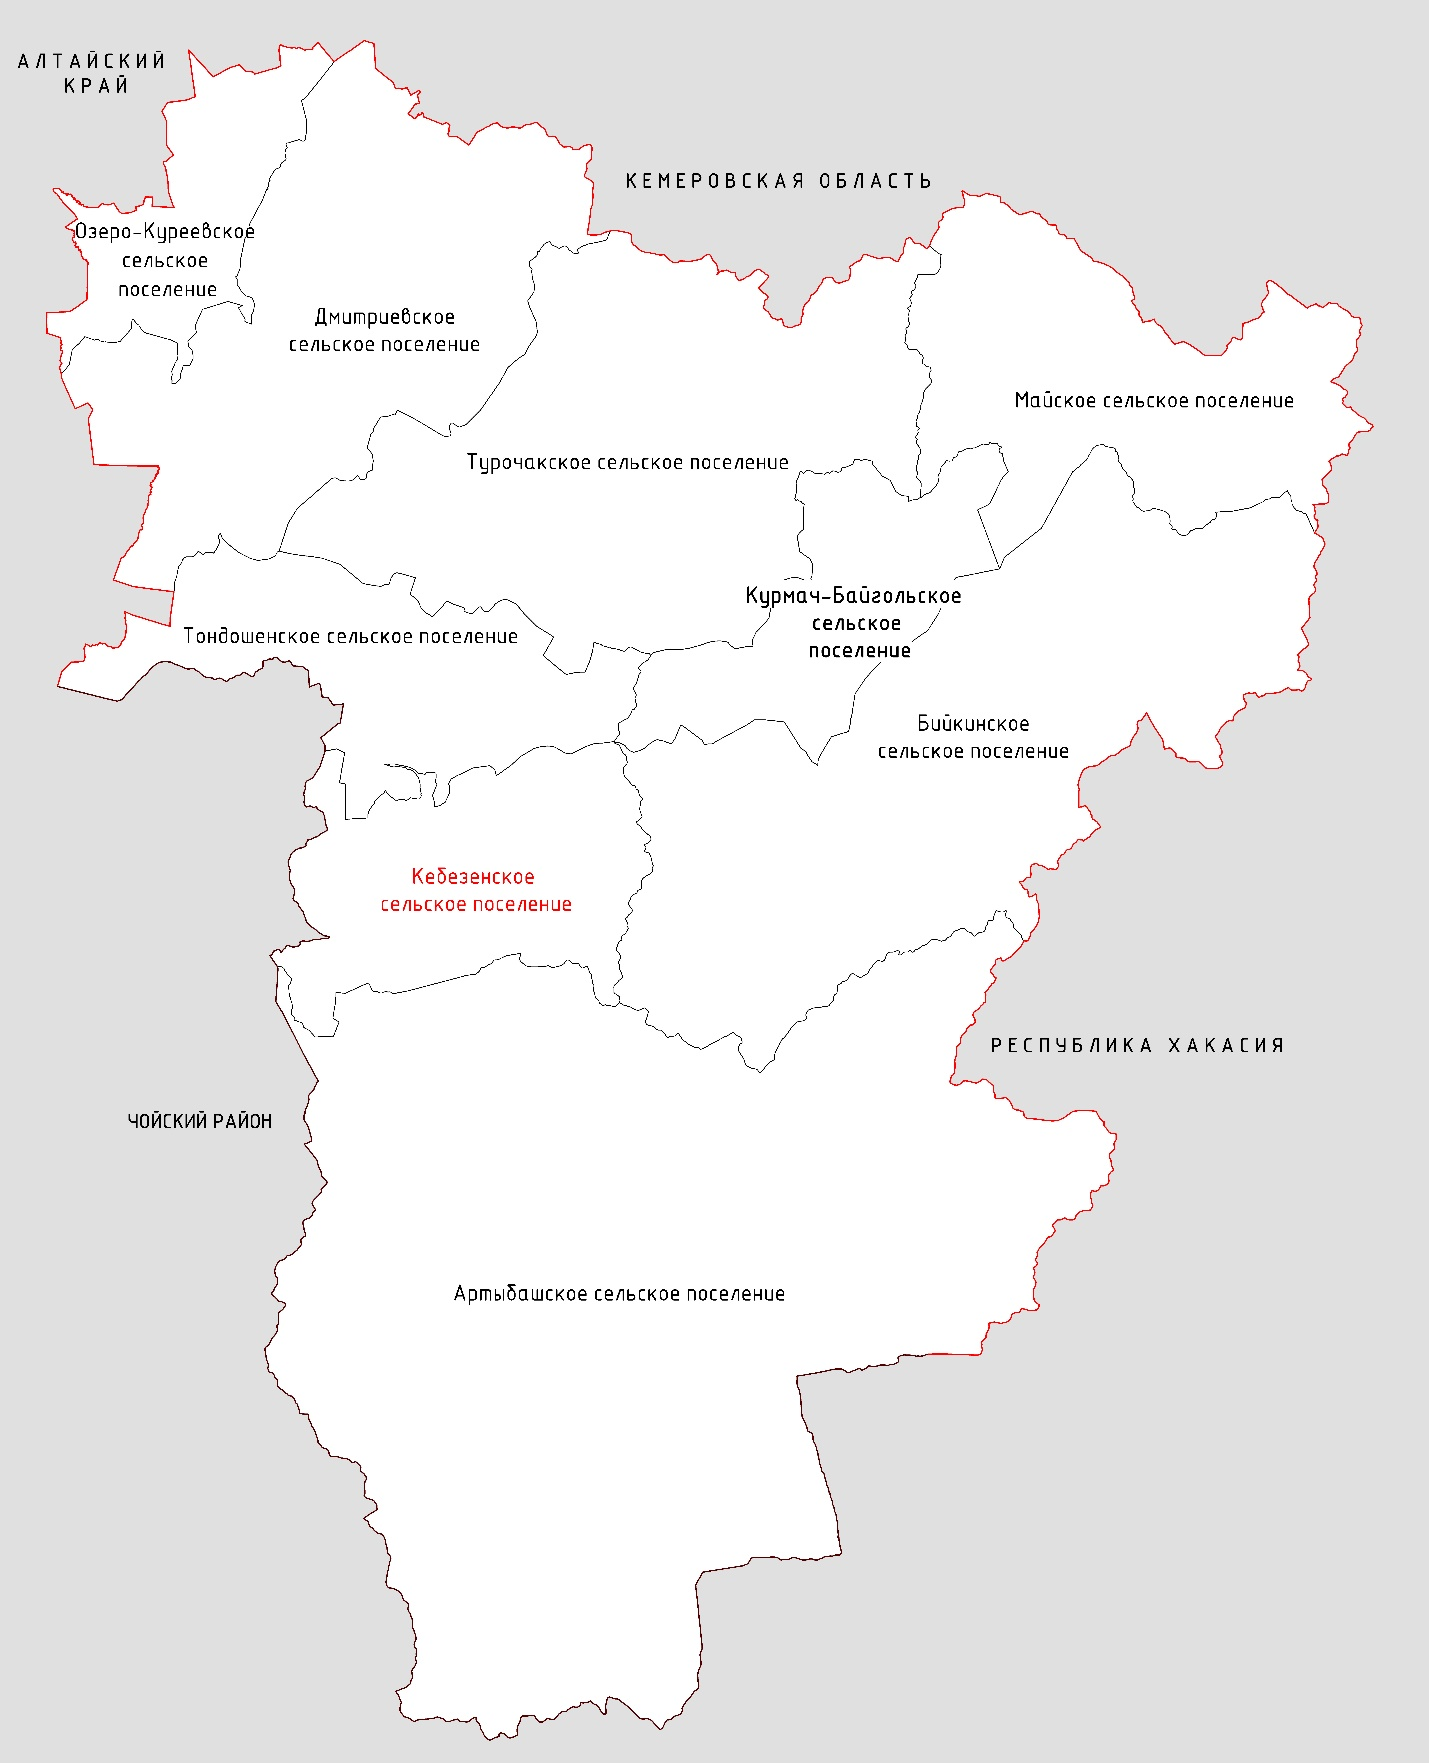 АЛТАЙСКИЙ
КРАЙ
КЕМЕРОВСКАЯ ОБЛАСТЬ
Озеро-Куреевское
сельское
поселение
Дмитриевское
сельское поселение
Майское сельское поселение
Турочакское сельское поселение
Курмач-Байгольское
сельское
поселение
Тондошенское сельское поселение
Бийкинское
сельское поселение
Кебезенское
сельское поселение
РЕСПУБЛИКА ХАКАСИЯ
ЧОЙСКИЙ РАЙОН
Артыбашское сельское поселение